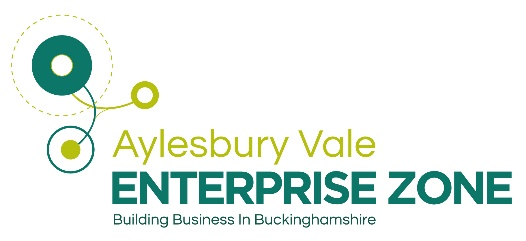 Aylesbury Vale
ENTERPRISE ZONE
Building Business In Buckinghamshire